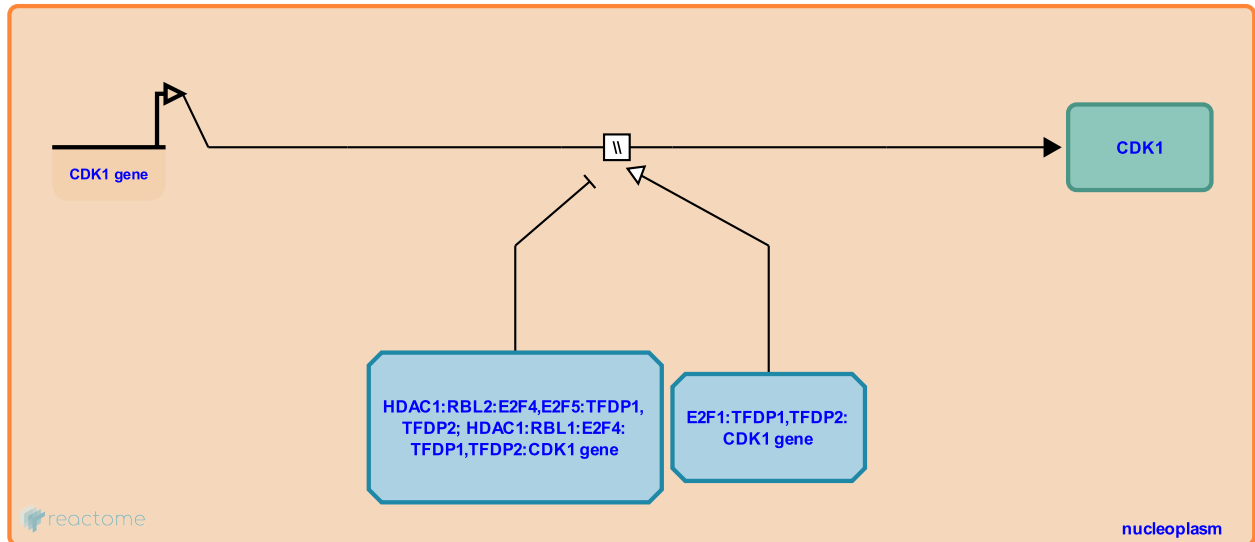 CDK1 gene
\\
CDK1
HDAC1:RBL2:E2F4,E2F5:TFDP1,
TFDP2; HDAC1:RBL1:E2F4:
TFDP1,TFDP2:CDK1 gene
E2F1:TFDP1,TFDP2:
CDK1 gene
reactome
nucleoplasm